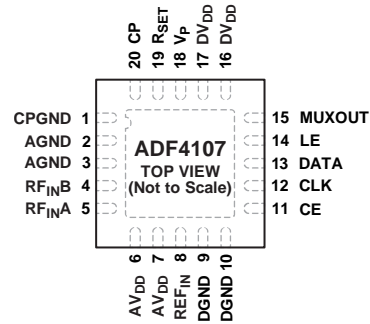 20 CP
19 RSET
18 VP
17 DVDD
16 DVDD
CPGND 1
AGND 2
AGND 3
RFINB 4
RFINA 5
ADF4107
TOP VIEW
(Not to Scale)
15 MUXOUT
14 LE
13 DATA
12 CLK
11 CE
AVDD 6
AVDD 7
REFIN 8
DGND 9
DGND 10